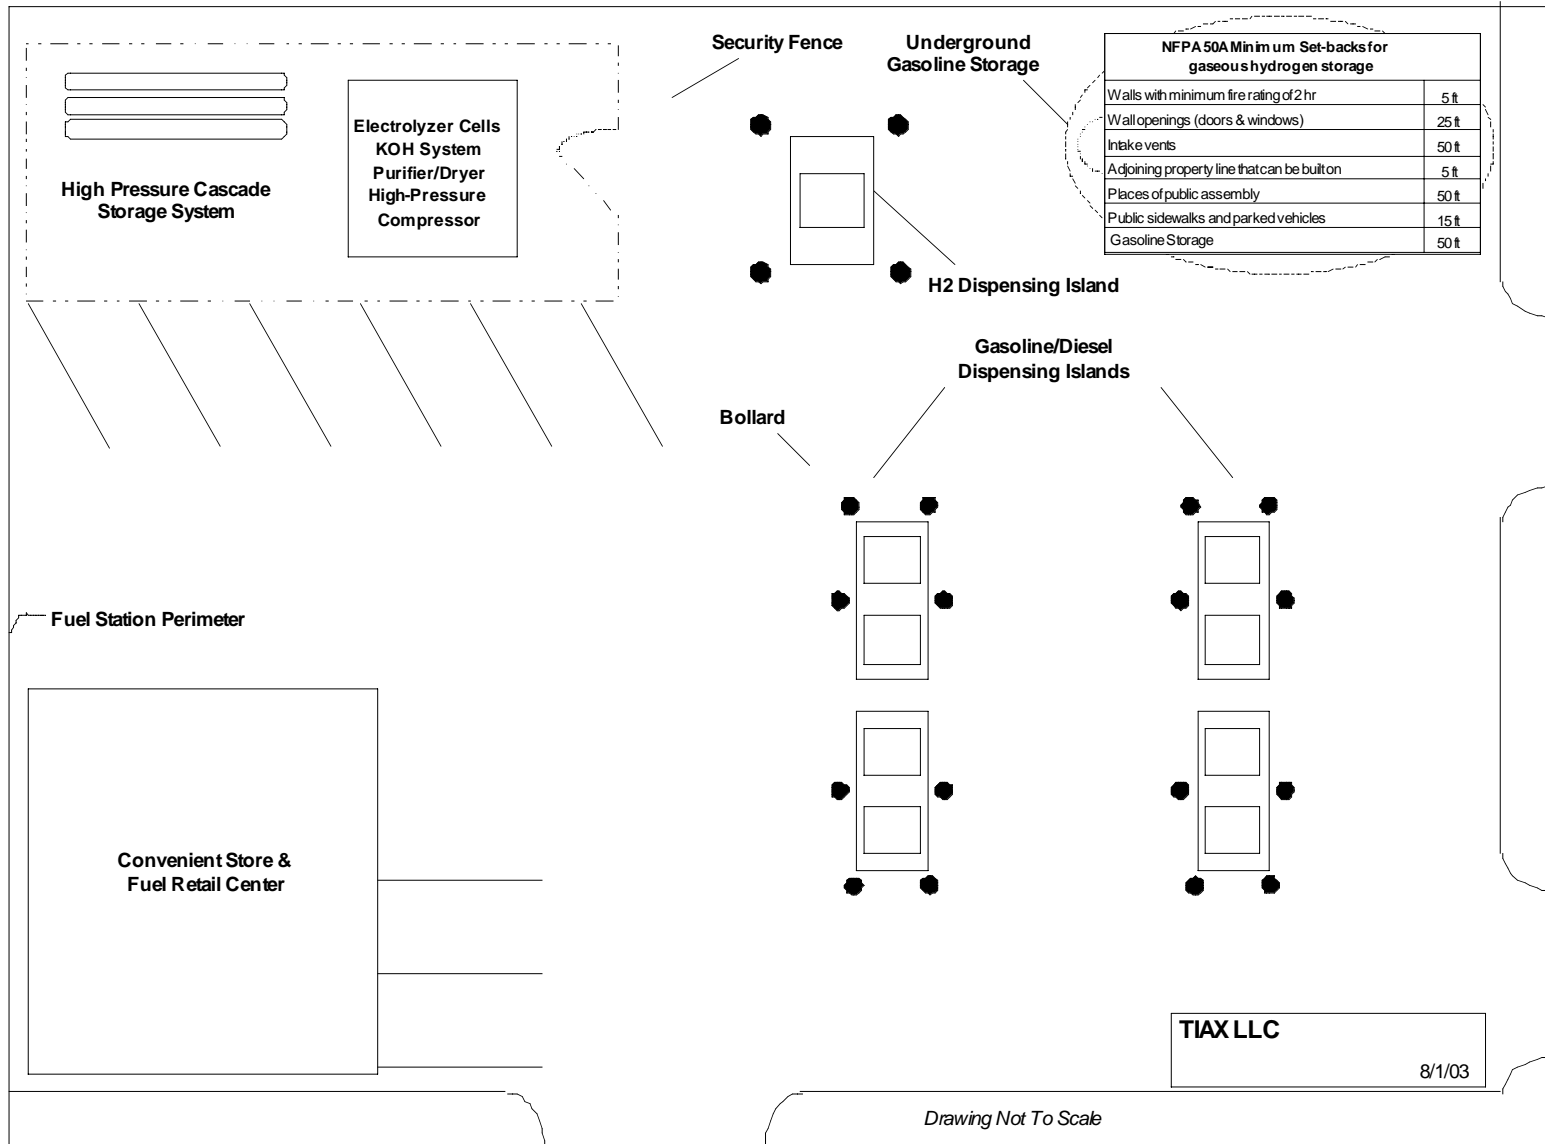 Security Fence
Underground
Gasoline Storage
NFPA 50A Minimum Set-backs for
gaseous hydrogen storage
Walls with minimum fire rating of 2 hr 5 ft
Wall openings (doors & windows) 25 ft
Intake vents 50 ft
Adjoining property line that can be built on 5 ft
Places of public assembly 50 ft
Public sidewalks and parked vehicles 15 ft
Gasoline Storage 50 ft
Electrolyzer Cells
KOH System
Purifier/Dryer
High-Pressure
Compressor
High Pressure Cascade
Storage System
H2 Dispensing Island
Gasoline/Diesel
Dispensing Islands
Bollard
Fuel Station Perimeter
Convenient Store &
Fuel Retail Center
TIAX LLC
8/1/03
Drawing Not To Scale